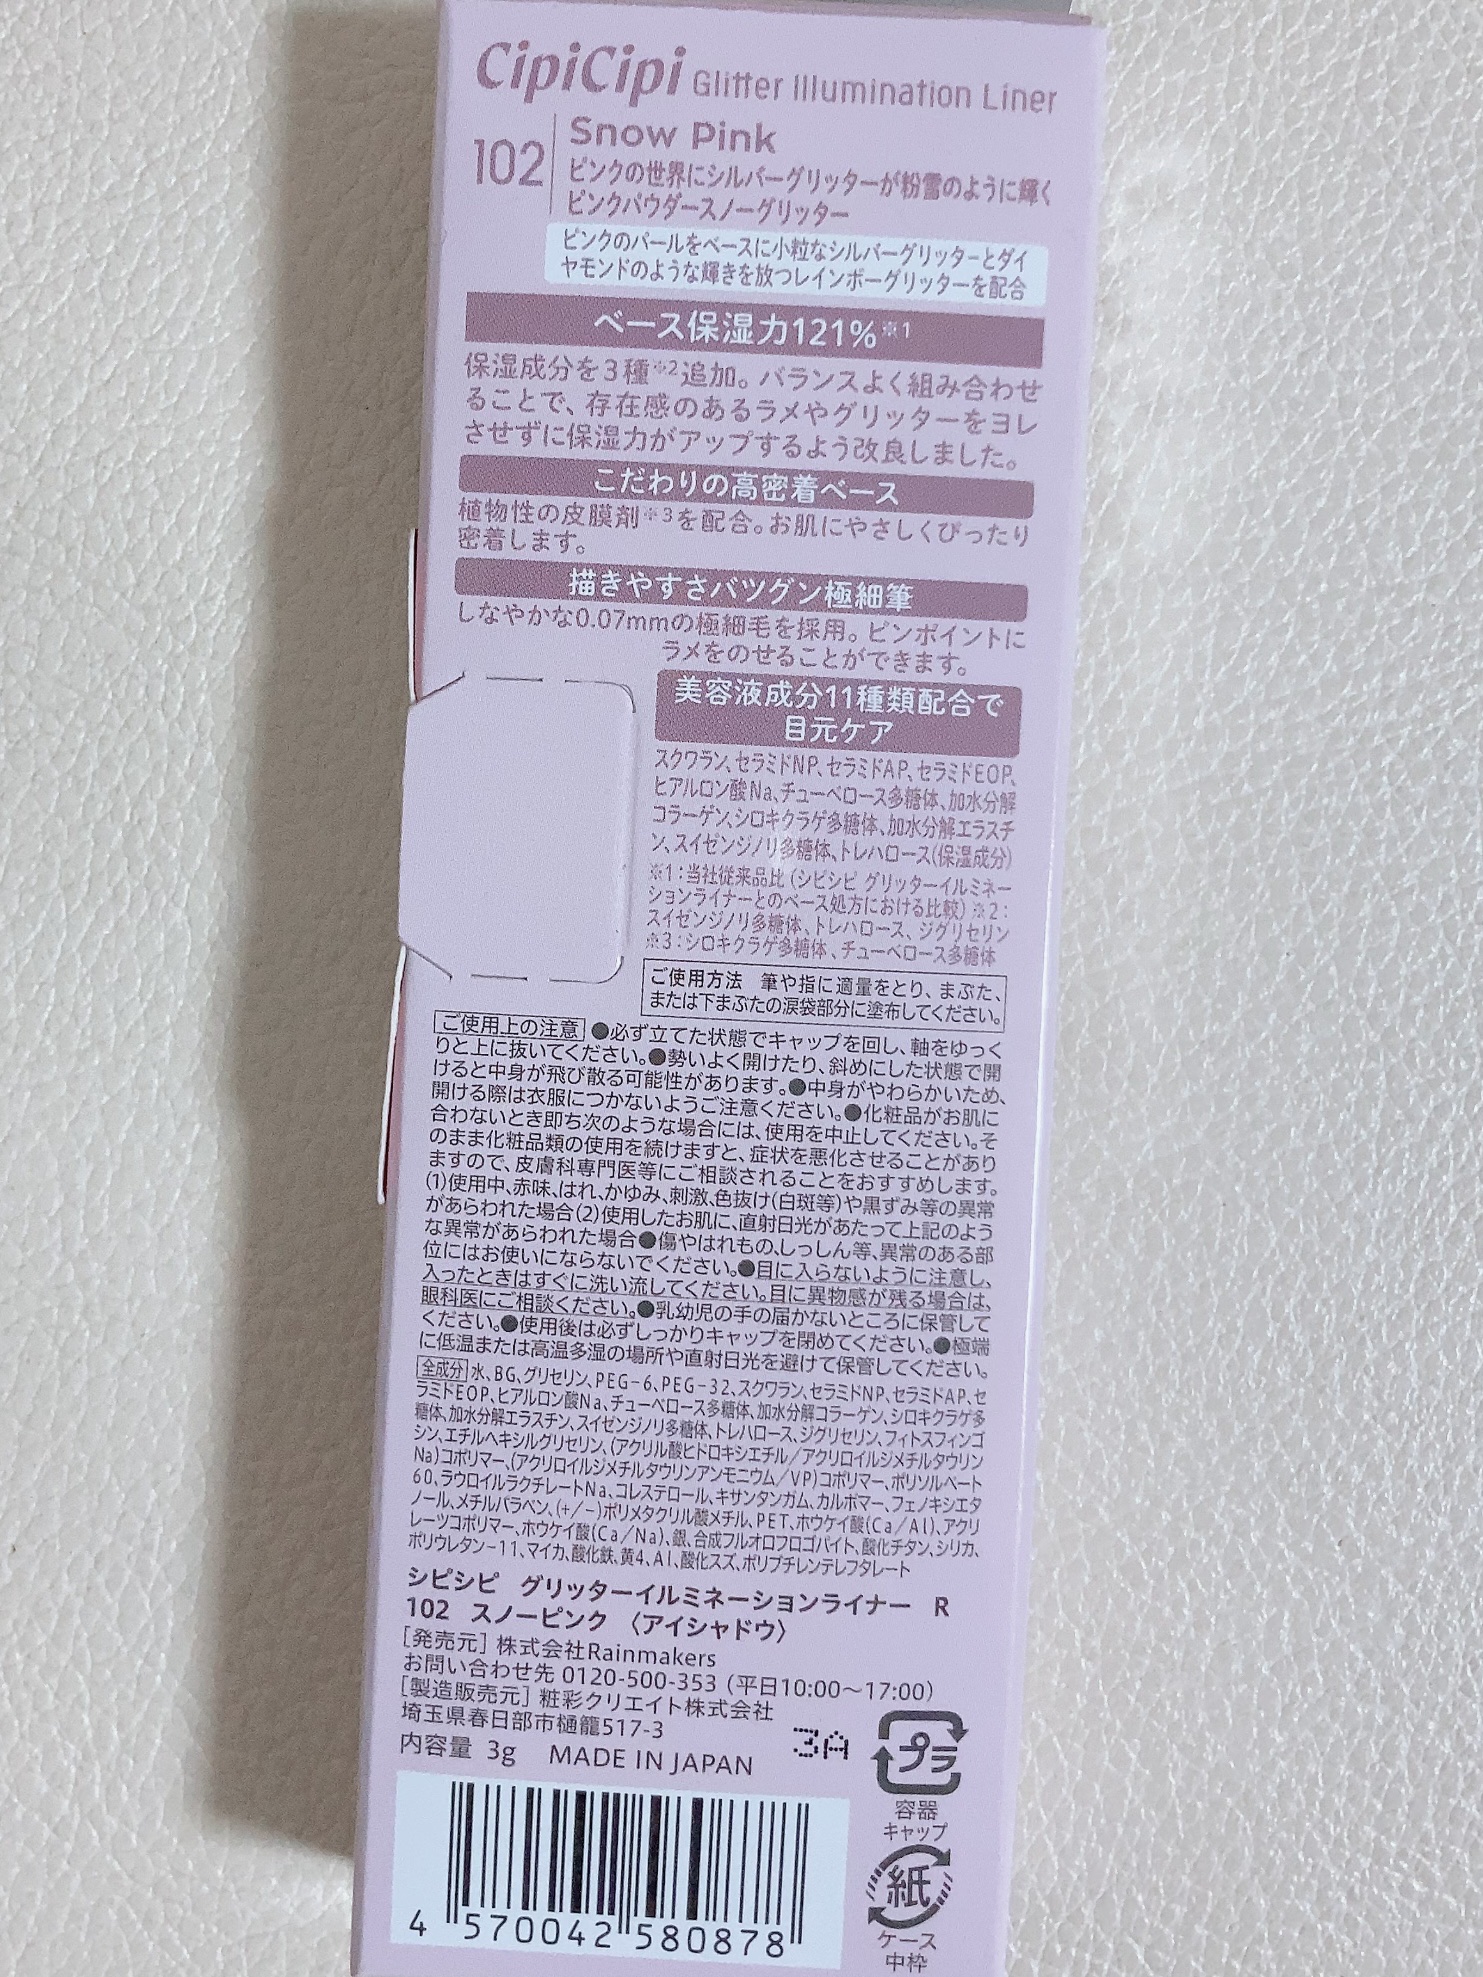 CipiCipi Glitter Illumination Liner
102
Snow Pink
ピンクの世界にシルバーグリッターが粉雪のように輝く
ピンクパウダースノーグリッター
ピンクのパールをベースに小粒なシルバーグリッターとダイ
ヤモンドのような輝きを放つレインボーグリッターを配合
ベース保湿力121%※1
保湿成分を3種※2追加。バランスよく組み合わせ
ることで、存在感のあるラメやグリッターをヨレ
させずに保湿力がアップするよう改良しました。
こだわりの高密着ベース
植物性の皮膜剤※3を配合。お肌にやさしくぴったり
密着します。
描きやすさバツグン極細筆
しなやかな0.07mmの極細毛を採用。ピンポイントに
ラメをのせることができます。
美容液成分11種類配合で
目元ケア
スクワラン、セラミドNP、セラミドAP、セラミドEOP、
ヒアルロン酸Na、チューベロース多糖体、加水分解
コラーゲン、シロキクラゲ多糖体、加水分解エラスチ
ン、スイゼンジノリ多糖体、トレハロース(保湿成分)
※1：当社従来品比（シピシピ グリッターイルミネー
ションライナーとのベース処方における比較）※2：
スイゼンジノリ多糖体、トレハロース、ジグリセリン
※3：シロキクラゲ多糖体、チューベロース多糖体
ご使用方法 筆や指に適量をとり、まぶた、
または下まぶたの涙袋部分に塗布してください。
ご使用上の注意 ●必ず立てた状態でキャップを回し、軸をゆっく
りと上に抜いてください。●勢いよく開けたり、斜めにした状態で開
けると中身が飛び散る可能性があります。●中身がやわらかいため、
開ける際は衣服につかないようご注意ください。●化粧品がお肌に
合わないとき即ち次のような場合には、使用を中止してください。そ
のまま化粧品類の使用を続けますと、症状を悪化させることがあり
ますので、皮膚科専門医等にご相談されることをおすすめします。
(1)使用中、赤味、はれ、かゆみ、刺激、色抜け(白斑等)や黒ずみ等の異常
があらわれた場合(2)使用したお肌に、直射日光があたって上記のよう
な異常があらわれた場合●傷やはれもの、しっしん等、異常のある部
位にはお使いにならないでください。●目に入らないように注意し、
入ったときはすぐに洗い流してください。目に異物感が残る場合は、
眼科医にご相談ください。●乳幼児の手の届かないところに保管して
ください。●使用後は必ずしっかりキャップを閉めてください。●極端
に低温または高温多湿の場所や直射日光を避けて保管してください。
全成分 水、BG、グリセリン、PEG-6、PEG-32、スクワラン、セラミドNP、セラミドAP、セ
ラミドEOP、ヒアルロン酸Na、チューベロース多糖体、加水分解コラーゲン、シロキクラゲ多
糖体、加水分解エラスチン、スイゼンジノリ多糖体、トレハロース、ジグリセリン、フィトスフィンゴ
シン、エチルヘキシルグリセリン、(アクリル酸ヒドロキシエチル/アクリロイルジメチルタウリン
Na)コポリマー、(アクリロイルジメチルタウリンアンモニウム/VP)コポリマー、ポリソルベート
60、ラウロイルラクチレートNa、コレステロール、キサンタンガム、カルボマー、フェノキシエタ
ノール、メチルパラベン、(+/-)ポリメタクリル酸メチル、PET、ホウケイ酸(Ca/Al)、アクリ
レーツコポリマー、ホウケイ酸(Ca/Na)、銀、合成フルオロフロゴパイト、酸化チタン、シリカ、
ポリウレタン-11、マイカ、酸化鉄、黄4、Al、酸化スズ、ポリブチレンテレフタレート
シピシピ グリッターイルミネーションライナー R
102 スノーピンク 〈アイシャドウ〉
[発売元] 株式会社Rainmakers
お問い合わせ先 0120-500-353（平日10:00～17:00）
[製造販売元] 粧彩クリエイト株式会社
埼玉県春日部市樋籠517-3
内容量 3g MADE IN JAPAN
3A
プラ
容器
キャップ
紙
ケース
中枠
4 570042 580878